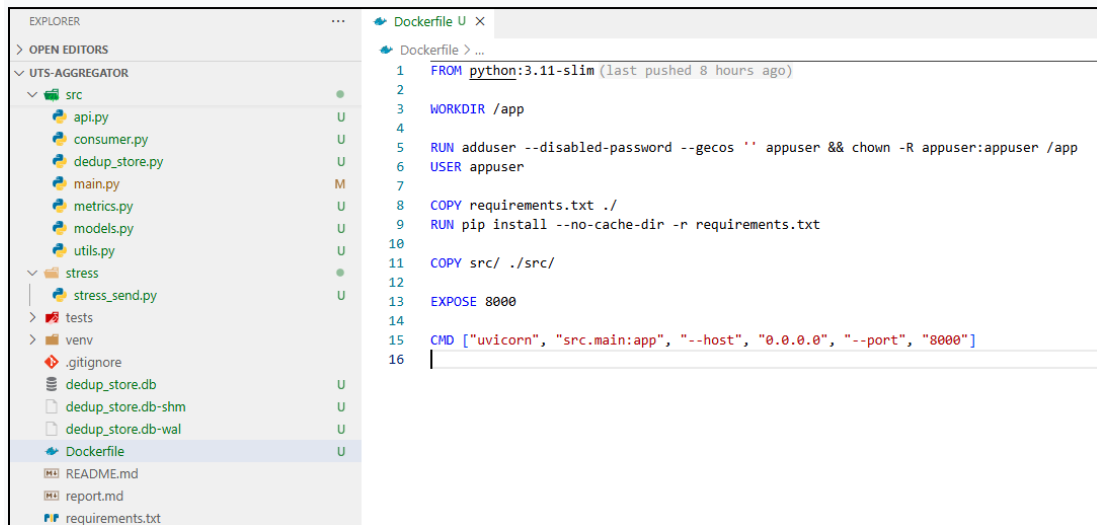 EXPLORER
...
OPEN EDITORS
UTS-AGGREGATOR
src
api.py U
consumer.py U
dedup_store.py U
main.py M
metrics.py U
models.py U
utils.py U
stress
stress_send.py U
tests
venv
.gitignore
dedup_store.db U
dedup_store.db-shm U
dedup_store.db-wal U
Dockerfile U
README.md
report.md
requirements.txt
Dockerfile U
Dockerfile > ...
1 FROM python:3.11-slim (last pushed 8 hours ago)
2
3 WORKDIR /app
4
5 RUN adduser --disabled-password --gecos '' appuser && chown -R appuser:appuser /app
6 USER appuser
7
8 COPY requirements.txt ./
9 RUN pip install --no-cache-dir -r requirements.txt
10
11 COPY src/ ./src/
12
13 EXPOSE 8000
14
15 CMD ["uvicorn", "src.main:app", "--host", "0.0.0.0", "--port", "8000"]
16